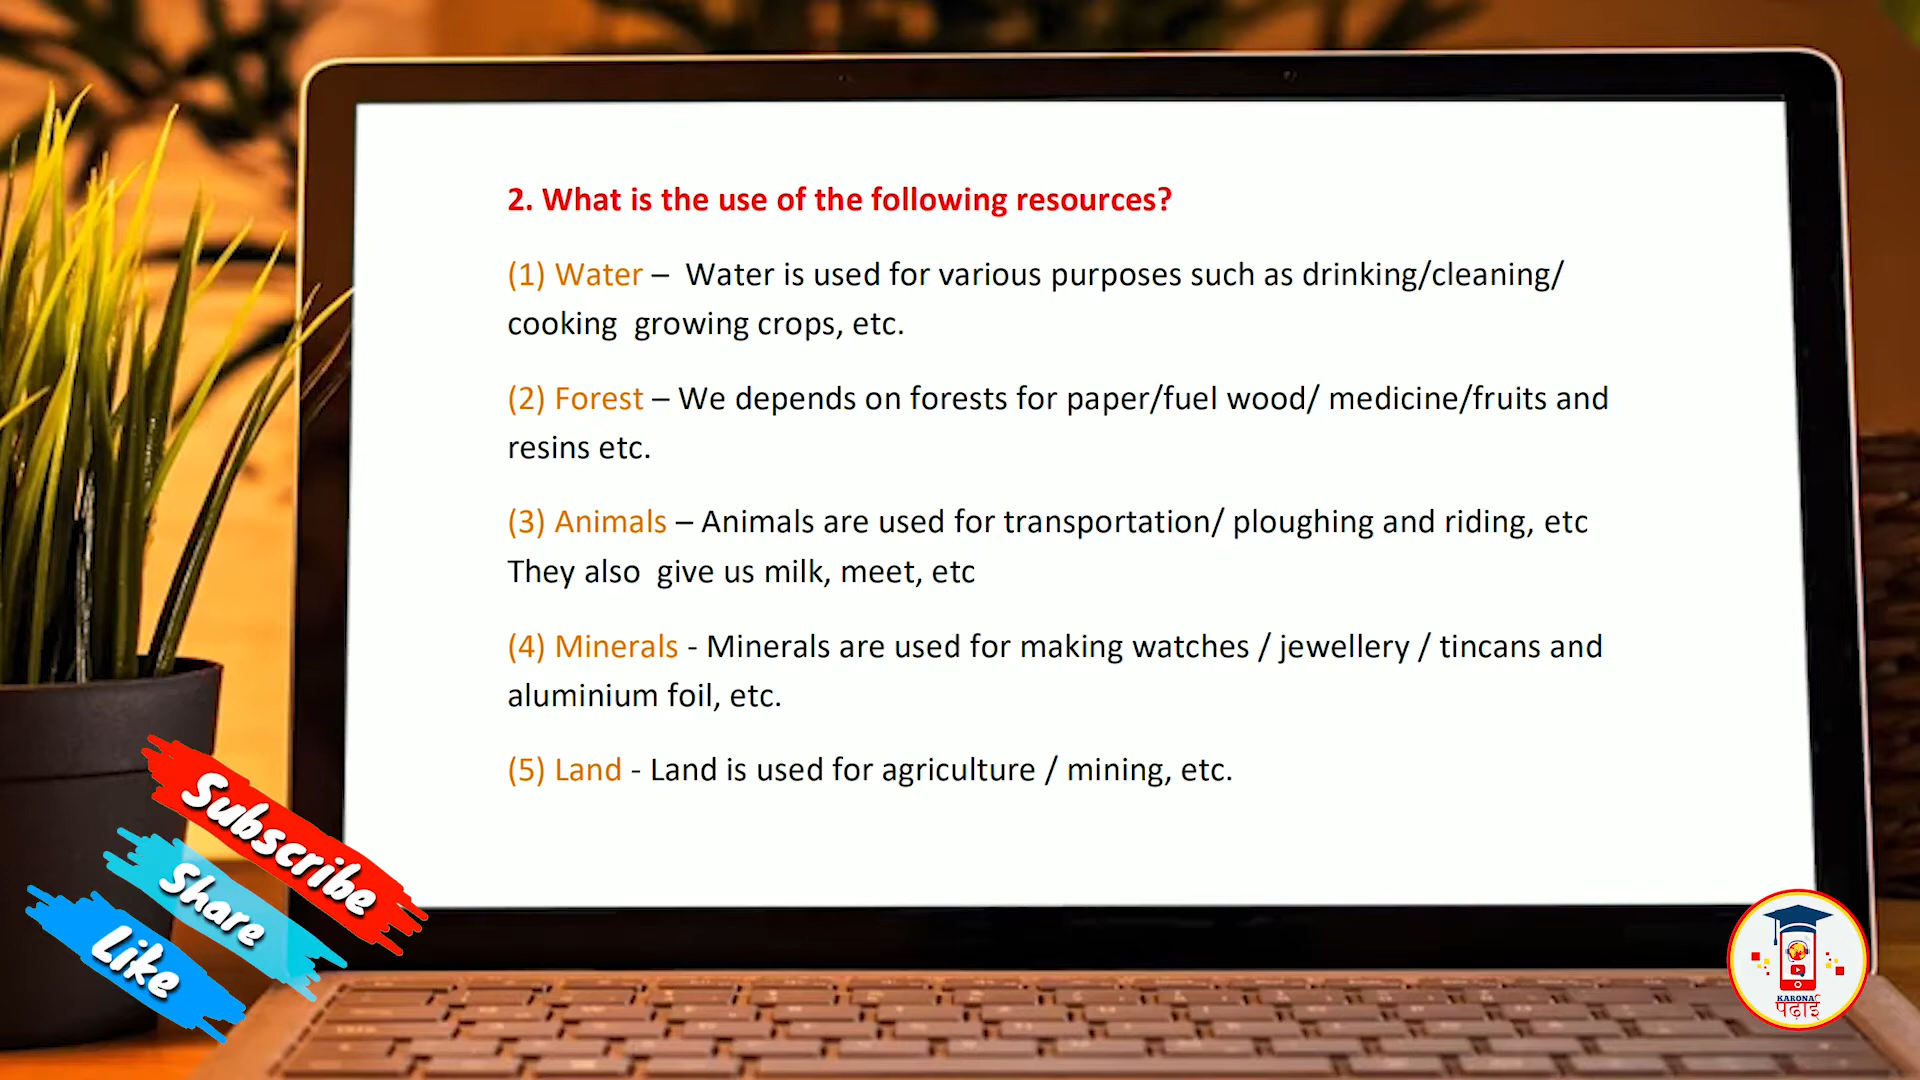 2. What is the use of the following resources?
(1) Water – Water is used for various purposes such as drinking/cleaning/
cooking growing crops, etc.
(2) Forest – We depends on forests for paper/fuel wood/ medicine/fruits and
resins etc.
(3) Animals – Animals are used for transportation/ ploughing and riding, etc
They also give us milk, meet, etc
(4) Minerals - Minerals are used for making watches / jewellery / tincans and
aluminium foil, etc.
(5) Land - Land is used for agriculture / mining, etc.
Subscribe
Share
Like
KARONA
पढ़ाई